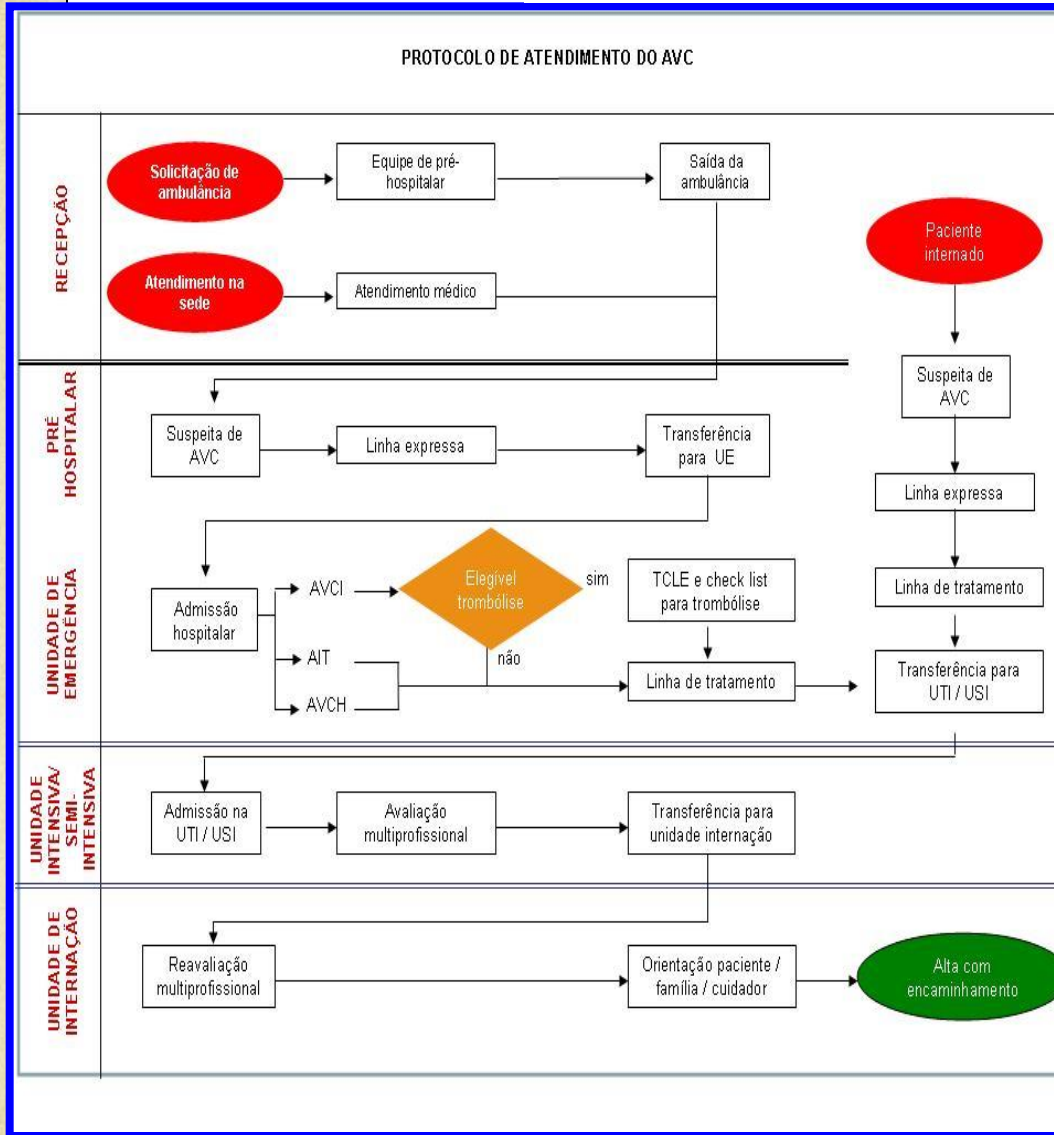 PROTOCOLO DE ATENDIMENTO DO AVC
RECEPÇÃO
Solicitação de
ambulância
Equipe de pré-
hospitalar
Saída da
ambulância
Atendimento na
sede
Atendimento médico
Paciente
internado
PRÉ
HOSPITALAR
Suspeita de
AVC
Linha expressa
Transferência
para UE
Suspeita de
AVC
Linha expressa
Linha de tratamento
Transferência para
UTI / USI
UNIDADE DE
EMERGÊNCIA
Admissão
hospitalar
AVCI
AIT
AVCH
Elegível
trombólise
sim
não
TCLE e check list
para trombólise
Linha de tratamento
UNIDADE
INTENSIVA/
SEMI-
INTENSIVA
Admissão na
UTI / USI
Avaliação
multiprofissional
Transferência para
unidade internação
UNIDADE DE
INTERNAÇÃO
Reavaliação
multiprofissional
Orientação paciente /
família / cuidador
Alta com
encaminhamento